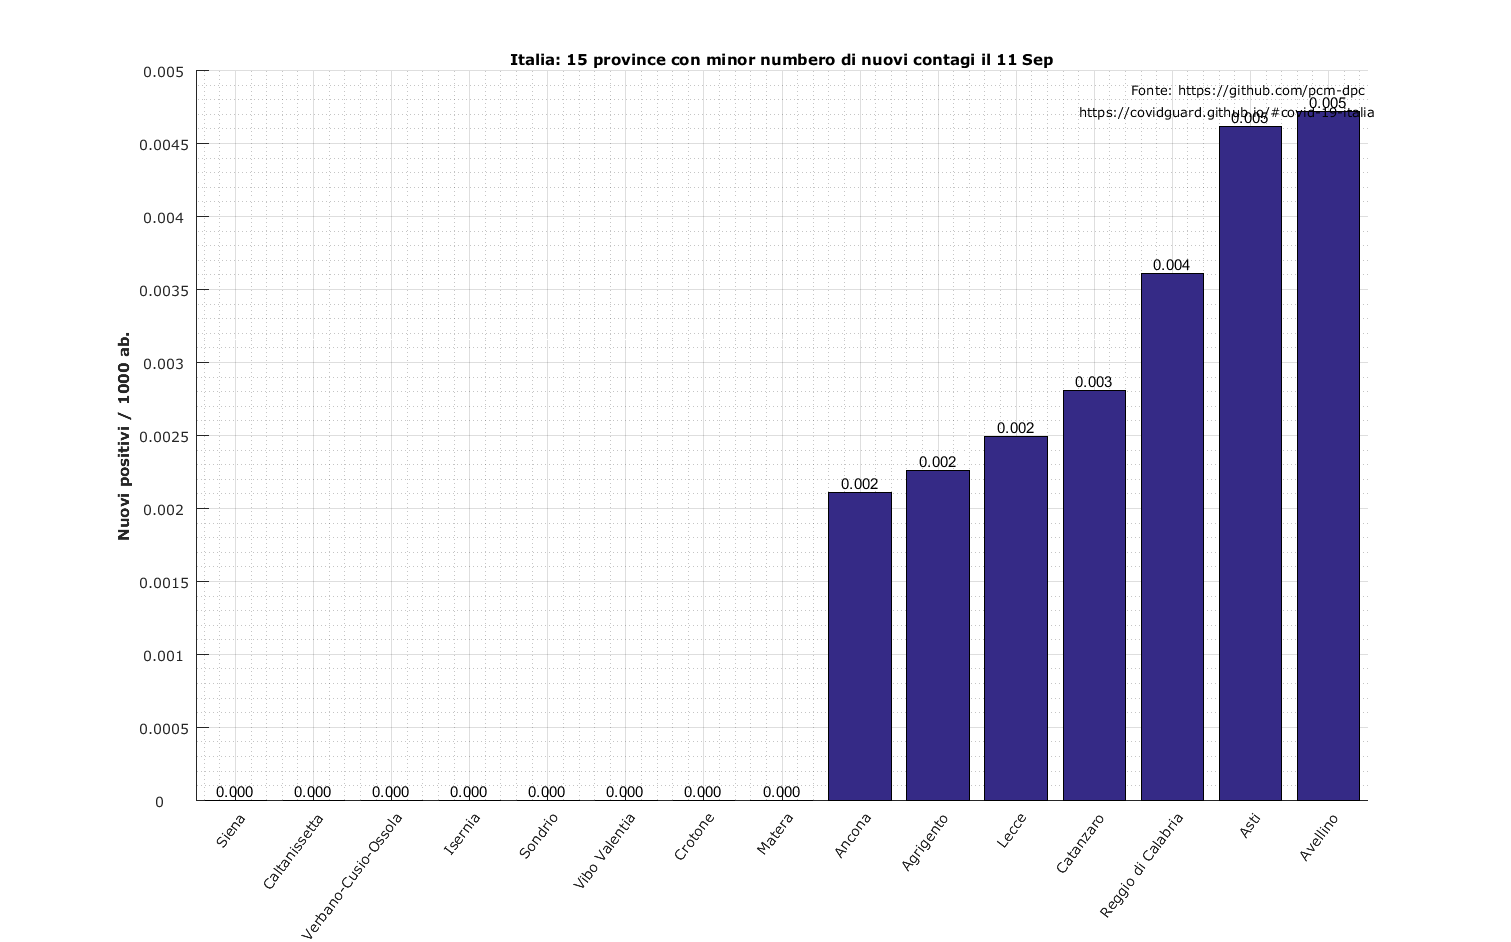 Italia: 15 province con minor numbero di nuovi contagi il 11 Sep
Fonte: https://github.com/pcm-dpc
https://covidguard.github.io/#covid-19-italia
Nuovi positivi / 1000 ab.
0.005
0.0045
0.004
0.0035
0.003
0.0025
0.002
0.0015
0.001
0.0005
0
0.000 0.000 0.000 0.000 0.000 0.000 0.000 0.000 0.002 0.002 0.002 0.003 0.004 0.005 0.005
Siena
Caltanissetta
Verbano-Cusio-Ossola
Isernia
Sondrio
Vibo Valentia
Crotone
Matera
Ancona
Agrigento
Lecce
Catanzaro
Reggio di Calabria
Asti
Avellino